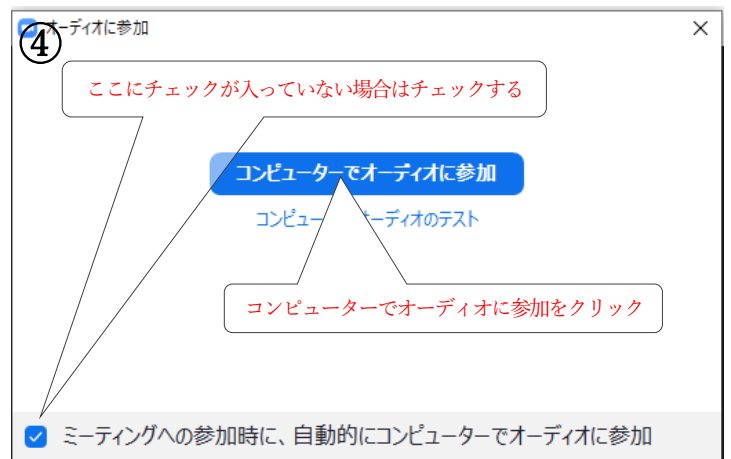 ④
オーディオに参加
ここにチェックが入っていない場合はチェックする
コンピューターでオーディオに参加
コンピュー オーディオのテスト
コンピューターでオーディオに参加をクリック
ミーティングへの参加時に、自動的にコンピューターでオーディオに参加